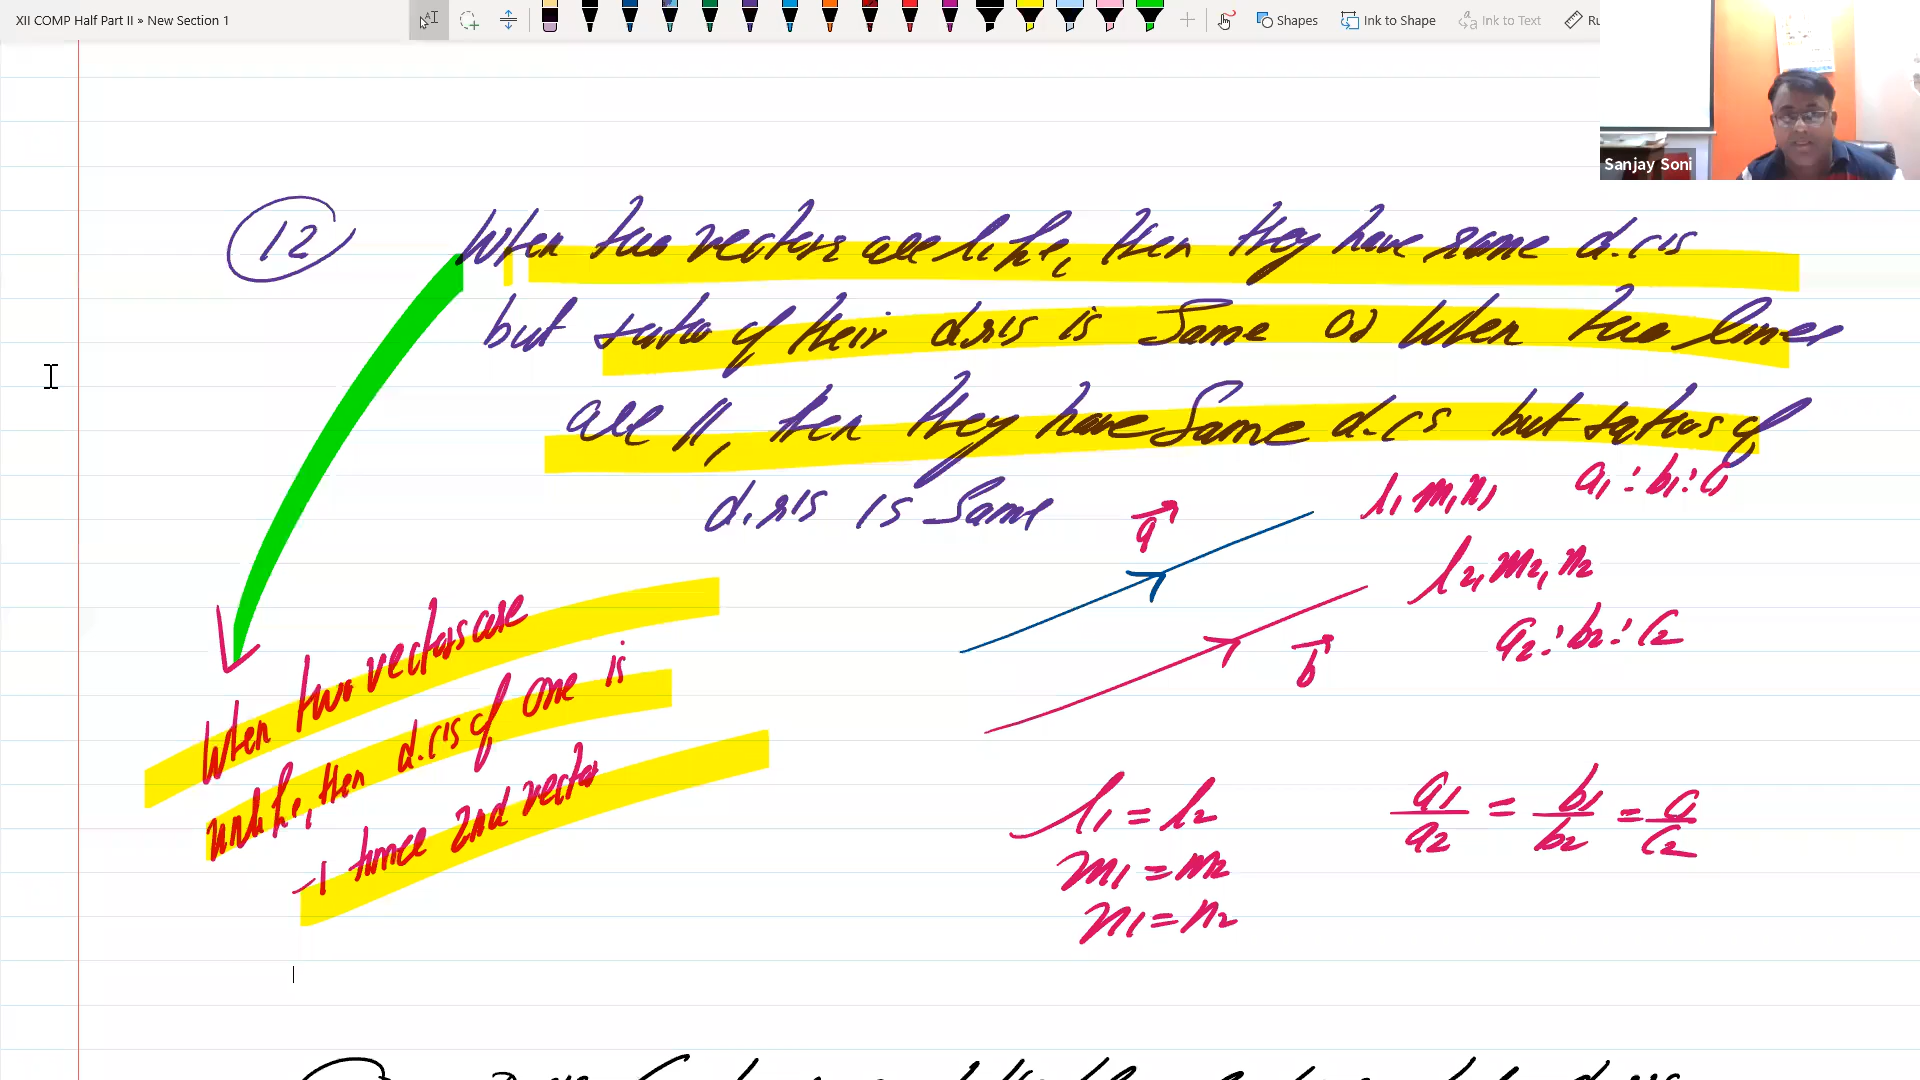 XII COMP Half Part II » New Section 1
Shapes
Ink to Shape
Ink to Text
Ru
Sanjay Soni
12
When two vectors are like, then they have same d.c's
but ratio of their d.r's is Same or When two lines
are ||, then they have Same d.c's but ratios of
d.r's is Same
a
l1 m1 n1 a1 : b1 : c1
l2, m2, n2
a2 : b2 : c2
b
When two vectors are
unlike, then d.c's of one is
-1 times 2nd vector
l1 = l2
m1 = m2
n1 = n2
a1/a2 = b1/b2 = c1/c2